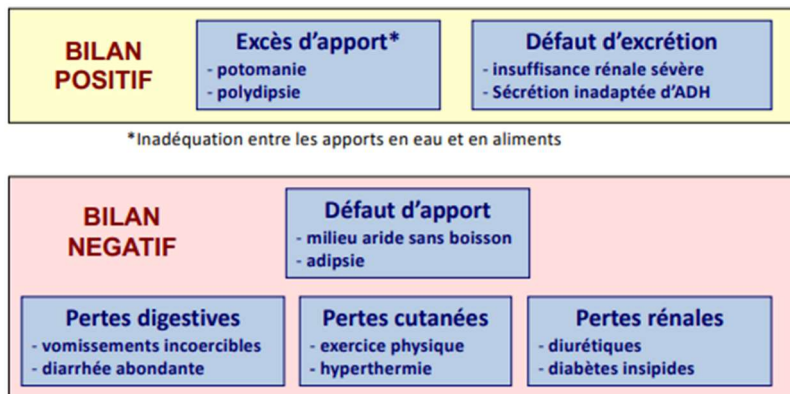 BILAN
POSITIF
Excès d'apport*
- potomanie
- polydipsie
Défaut d'excrétion
- insuffisance rénale sévère
- Sécrétion inadaptée d'ADH
*Inadéquation entre les apports en eau et en aliments
BILAN
NEGATIF
Défaut d'apport
- milieu aride sans boisson
- adipsie
Pertes digestives
- vomissements incoercibles
- diarrhée abondante
Pertes cutanées
- exercice physique
- hyperthermie
Pertes rénales
- diurétiques
- diabètes insipides